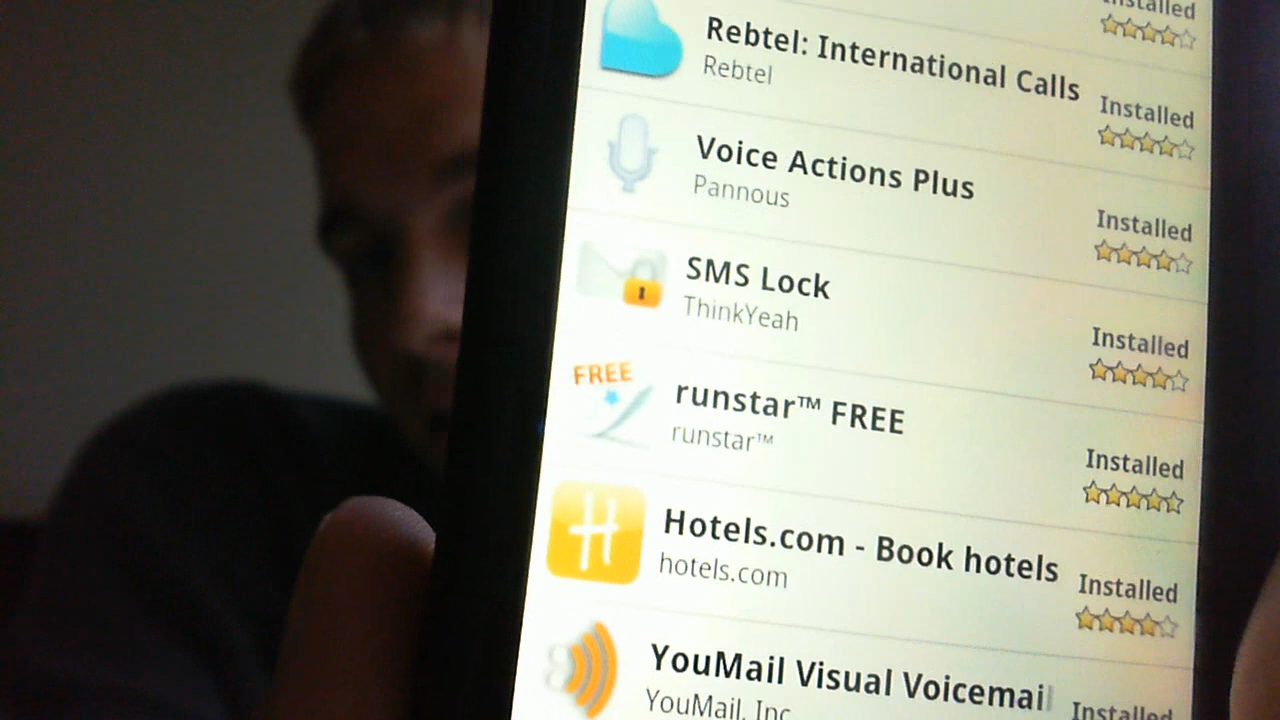 Installed
Rebtel: International Calls
Rebtel
Installed
Voice Actions Plus
Pannous
Installed
SMS Lock
ThinkYeah
Installed
FREE
runstar™ FREE
runstar™
Installed
H
Hotels.com - Book hotels
hotels.com
Installed
YouMail Visual Voicemail
YouMail, Inc
Installed